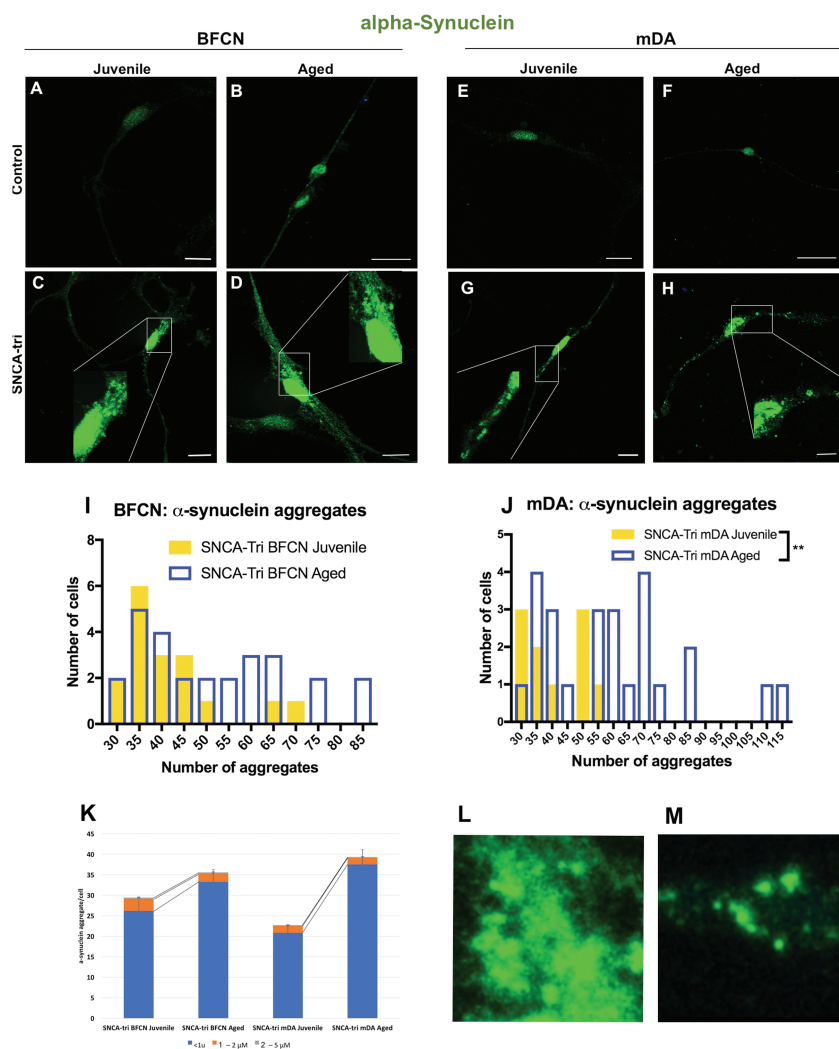 alpha-Synuclein
BFCN
mDA
Juvenile
Aged
Juvenile
Aged
Control
A
B
E
F
SNCA-tri
C
D
G
H
I BFCN: α-synuclein aggregates
SNCA-Tri BFCN Juvenile
SNCA-Tri BFCN Aged
Number of cells
8
6
4
2
0
30 35 40 45 50 55 60 65 70 75 80 85
Number of aggregates
J mDA: α-synuclein aggregates
SNCA-Tri mDA Juvenile
SNCA-Tri mDA Aged
**
Number of cells
5
4
3
2
1
0
30 35 40 45 50 55 60 65 70 75 80 85 90 95 100 105 110 115
Number of aggregates
K
a-synuclein aggregate/cell
45
40
35
30
25
20
15
10
5
0
SNCA-tri BFCN Juvenile SNCA-tri BFCN Aged SNCA-tri mDA Juvenile SNCA-tri mDA Aged
<1u 1 – 2 µM 2 – 5 µM
L
M